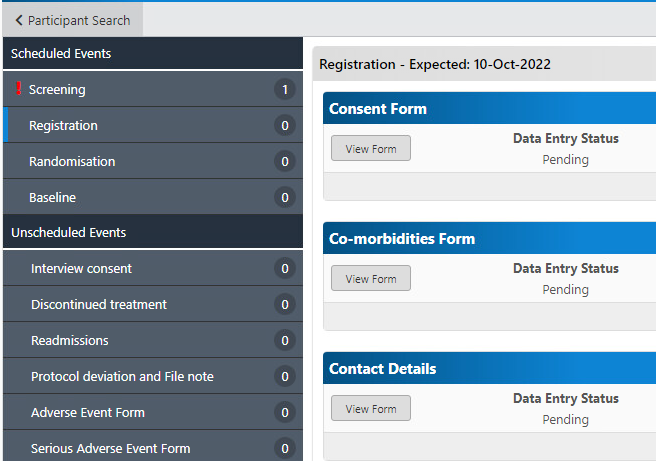 Participant Search
Scheduled Events
Screening 1
Registration 0
Randomisation 0
Baseline 0
Unscheduled Events
Interview consent 0
Discontinued treatment 0
Readmissions 0
Protocol deviation and File note 0
Adverse Event Form 0
Serious Adverse Event Form 0
Registration - Expected: 10-Oct-2022
Consent Form
View Form
Data Entry Status
Pending
Co-morbidities Form
View Form
Data Entry Status
Pending
Contact Details
View Form
Data Entry Status
Pending